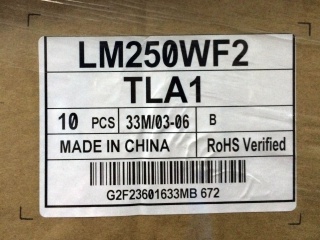 LM250WF2
TLA1
10 PCS 33M/03-06 B
MADE IN CHINA RoHS Verified
G2F23601633MB 672